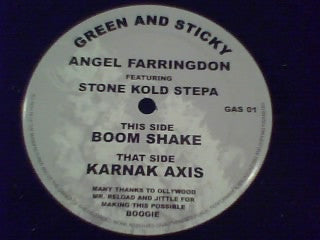 GREEN AND STICKY
ANGEL FARRINGDON
FEATURING
STONE KOLD STEPA
GAS 01
THIS SIDE
BOOM SHAKE
THAT SIDE
KARNAK AXIS
MANY THANKS TO OLLYWOOD
MR. RELOAD AND JITTLE FOR
MAKING THIS POSSIBLE
BOOGIE